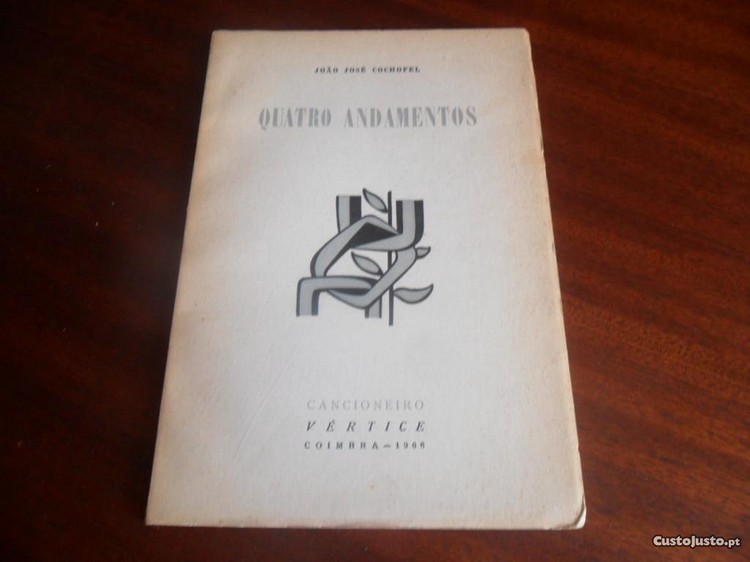 JOÃO JOSÉ COCHOFEL
QUATRO ANDAMENTOS
CANCIONEIRO
VÉRTICE
COIMBRA — 1966
CustoJusto.pt